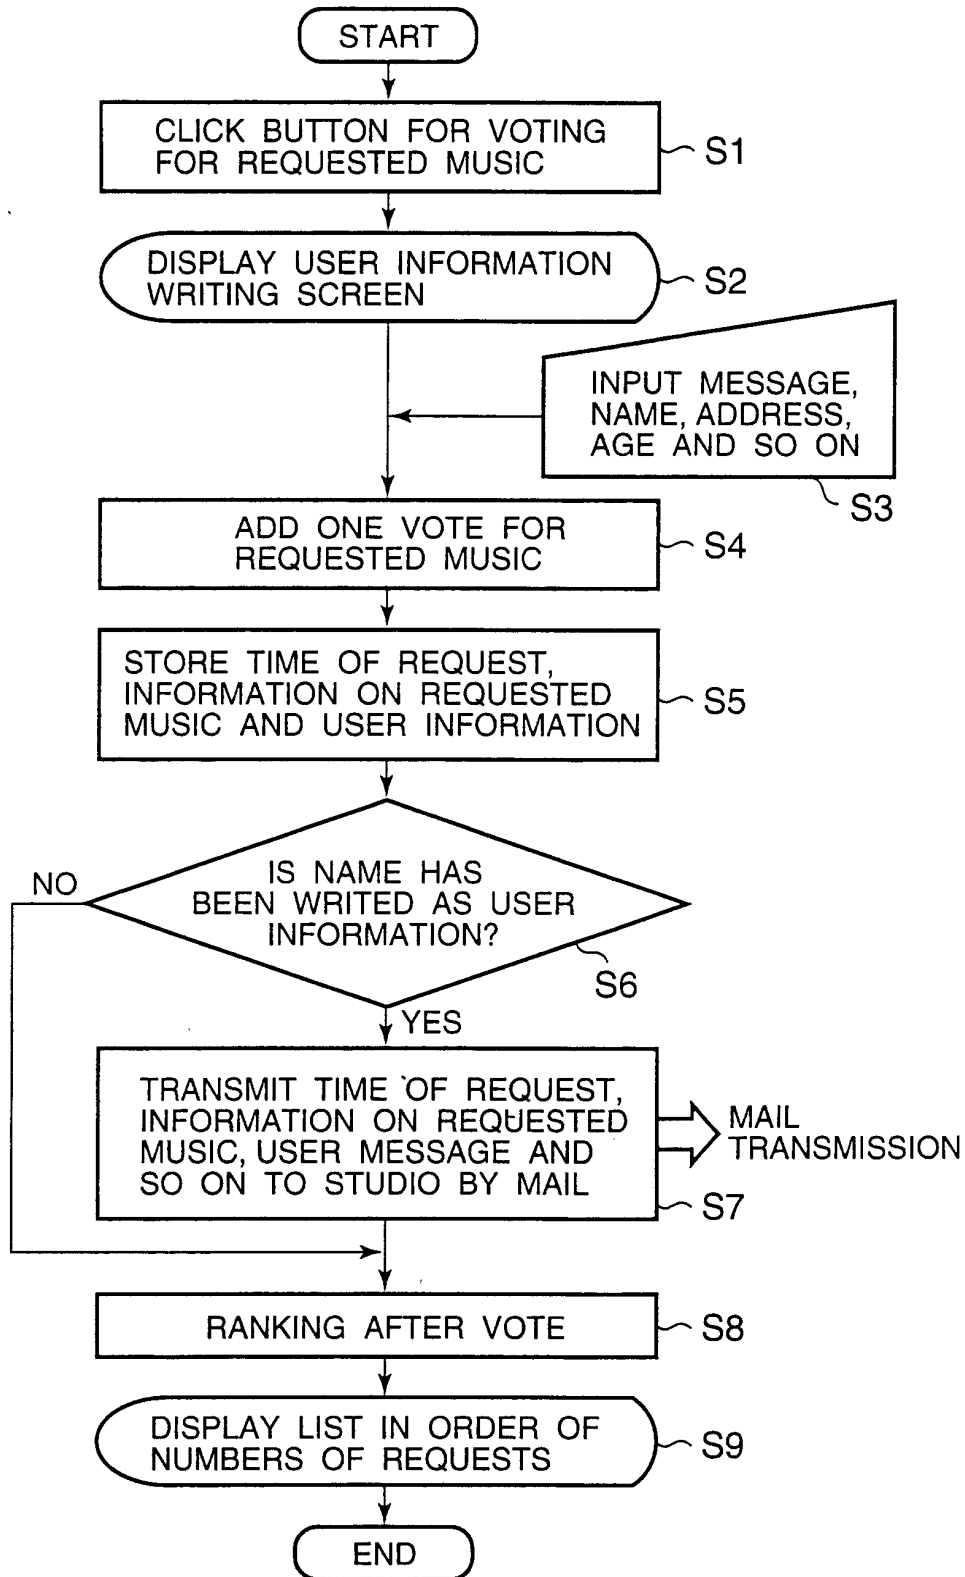 START
CLICK BUTTON FOR VOTING
FOR REQUESTED MUSIC
S1
DISPLAY USER INFORMATION
WRITING SCREEN
S2
INPUT MESSAGE,
NAME, ADDRESS,
AGE AND SO ON
S3
ADD ONE VOTE FOR
REQUESTED MUSIC
S4
STORE TIME OF REQUEST,
INFORMATION ON REQUESTED
MUSIC AND USER INFORMATION
S5
IS NAME HAS
BEEN WRITED AS USER
INFORMATION?
S6
NO
YES
TRANSMIT TIME OF REQUEST,
INFORMATION ON REQUESTED
MUSIC, USER MESSAGE AND
SO ON TO STUDIO BY MAIL
S7
MAIL
TRANSMISSION
RANKING AFTER VOTE
S8
DISPLAY LIST IN ORDER OF
NUMBERS OF REQUESTS
S9
END